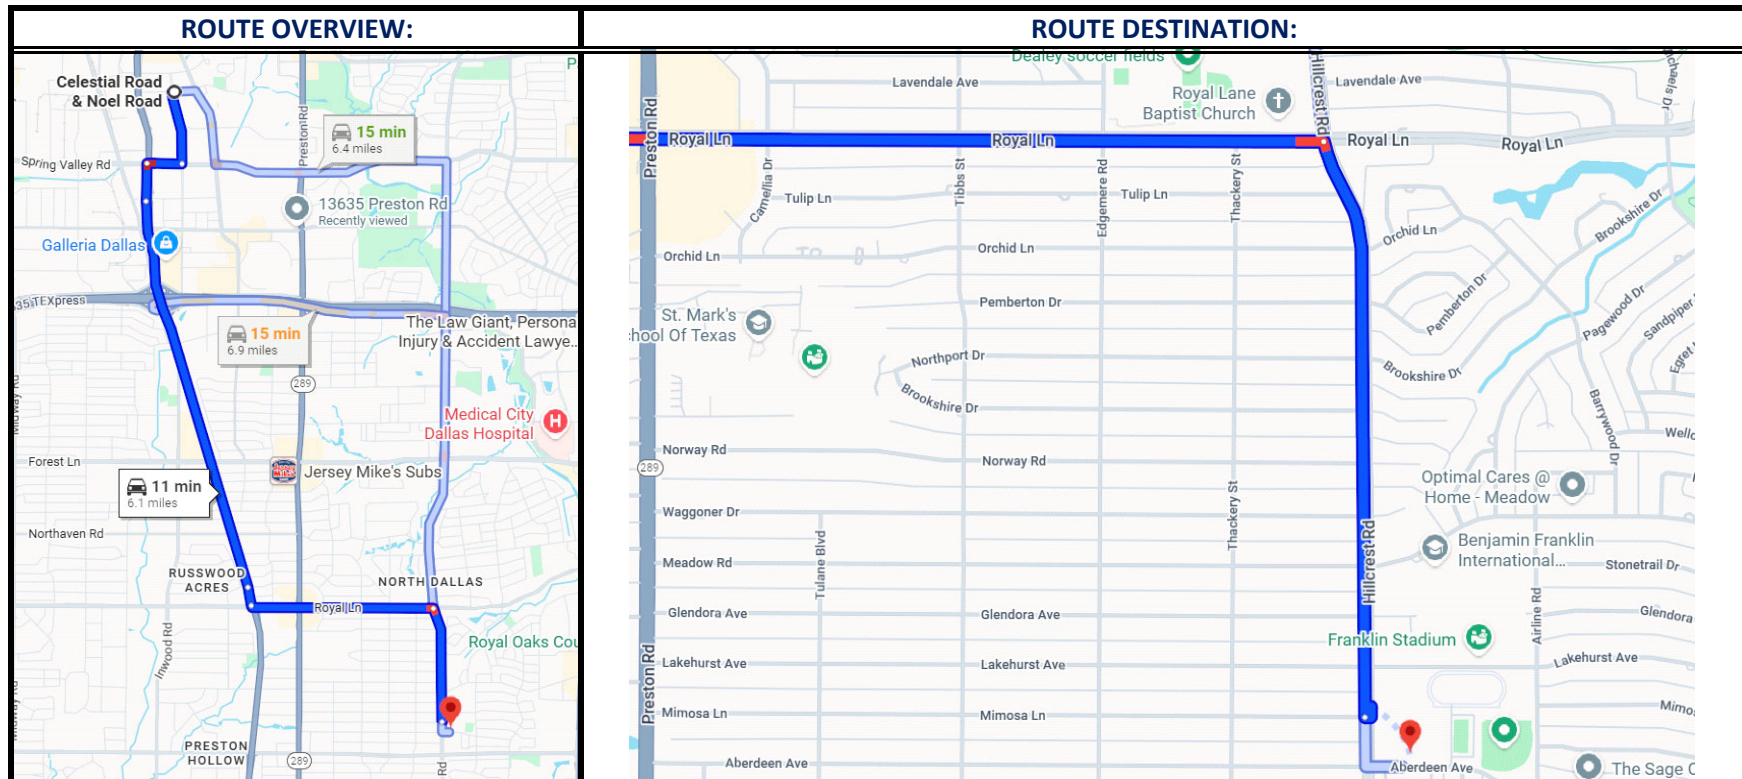 ROUTE OVERVIEW:
ROUTE DESTINATION:
Celestial Road
& Noel Road
Preston Rd
15 min
6.4 miles
Spring Valley Rd
13635 Preston Rd
Recently viewed
Galleria Dallas
35 TEXpress
15 min
6.9 miles
The Law Giant, Persona
Injury & Accident Lawye...
289
Medical City
Dallas Hospital
H
Forest Ln
Jersey Mike's Subs
11 min
6.1 miles
Northaven Rd
RUSSWOOD
ACRES
NORTH DALLAS
Royal Ln
Inwood Rd
Royal Oaks Cou
PRESTON
HOLLOW
289
Rd
Dealey soccer fields
Hillcrest Rd
Lavendale Ave
Lavendale Ave
Royal Lane
Baptist Church
Preston Rd
Royal Ln
Royal Ln
Royal Ln
Royal Ln
Camellia Dr
Tibbs St
Edgemere Rd
Thackery St
Tulip Ln
Tulip Ln
Brookshire Dr
Orchid Ln
Orchid Ln
Orchid Ln
Pemberton Dr
Pemberton Dr
Pagewood Dr
Sandpiper
St. Mark's
hool Of Texas
Northport Dr
Brookshire Dr
Brookshire Dr
Egret
Barrywood Dr
Norway Rd
Norway Rd
289
Optimal Cares @
Home - Meadow
Waggoner Dr
Thackery St
Tulane Blvd
Hillcrest Rd
Benjamin Franklin
International...
Meadow Rd
Stonetrail Dr
Glendora Ave
Glendora Ave
Airline Rd
Glendora
Franklin Stadium
Preston Rd
Lakehurst Ave
Lakehurst Ave
Lakehurst Ave
Mimosa Ln
Mimosa Ln
Mimo
Aberdeen Ave
Aberdeen Ave
The Sage C